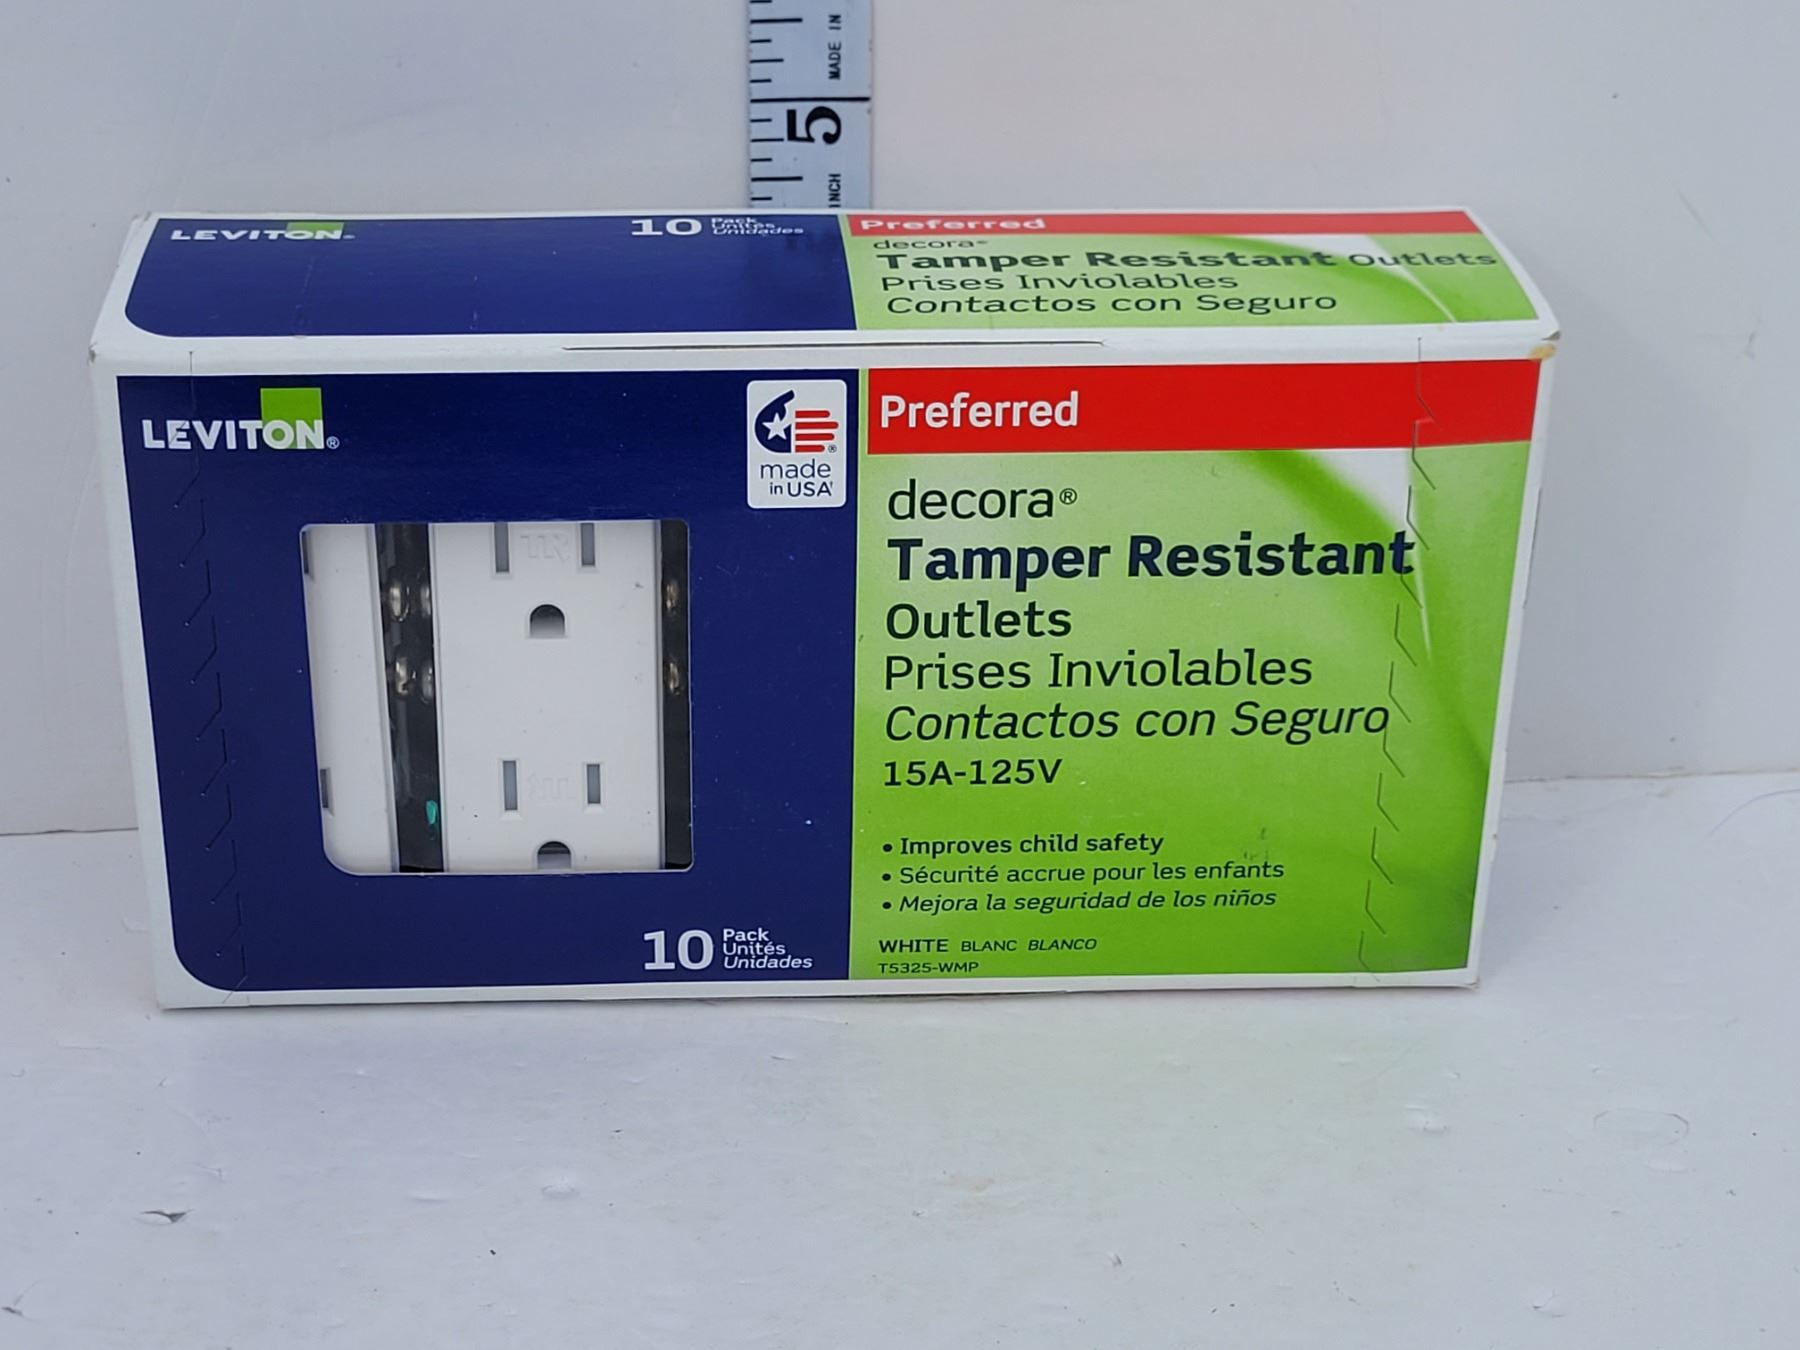 MADE IN
5
INCH
LEVITON
10 Pack
Unités
Unidades
Preferred
decora®
Tamper Resistant Outlets
Prises Inviolables
Contactos con Seguro
LEVITON®
made
in USA†
Preferred
decora®
Tamper Resistant
Outlets
Prises Inviolables
Contactos con Seguro
15A-125V
• Improves child safety
• Sécurité accrue pour les enfants
• Mejora la seguridad de los niños
WHITE BLANC BLANCO
T5325-WMP
TR
TR
10 Pack
Unités
Unidades